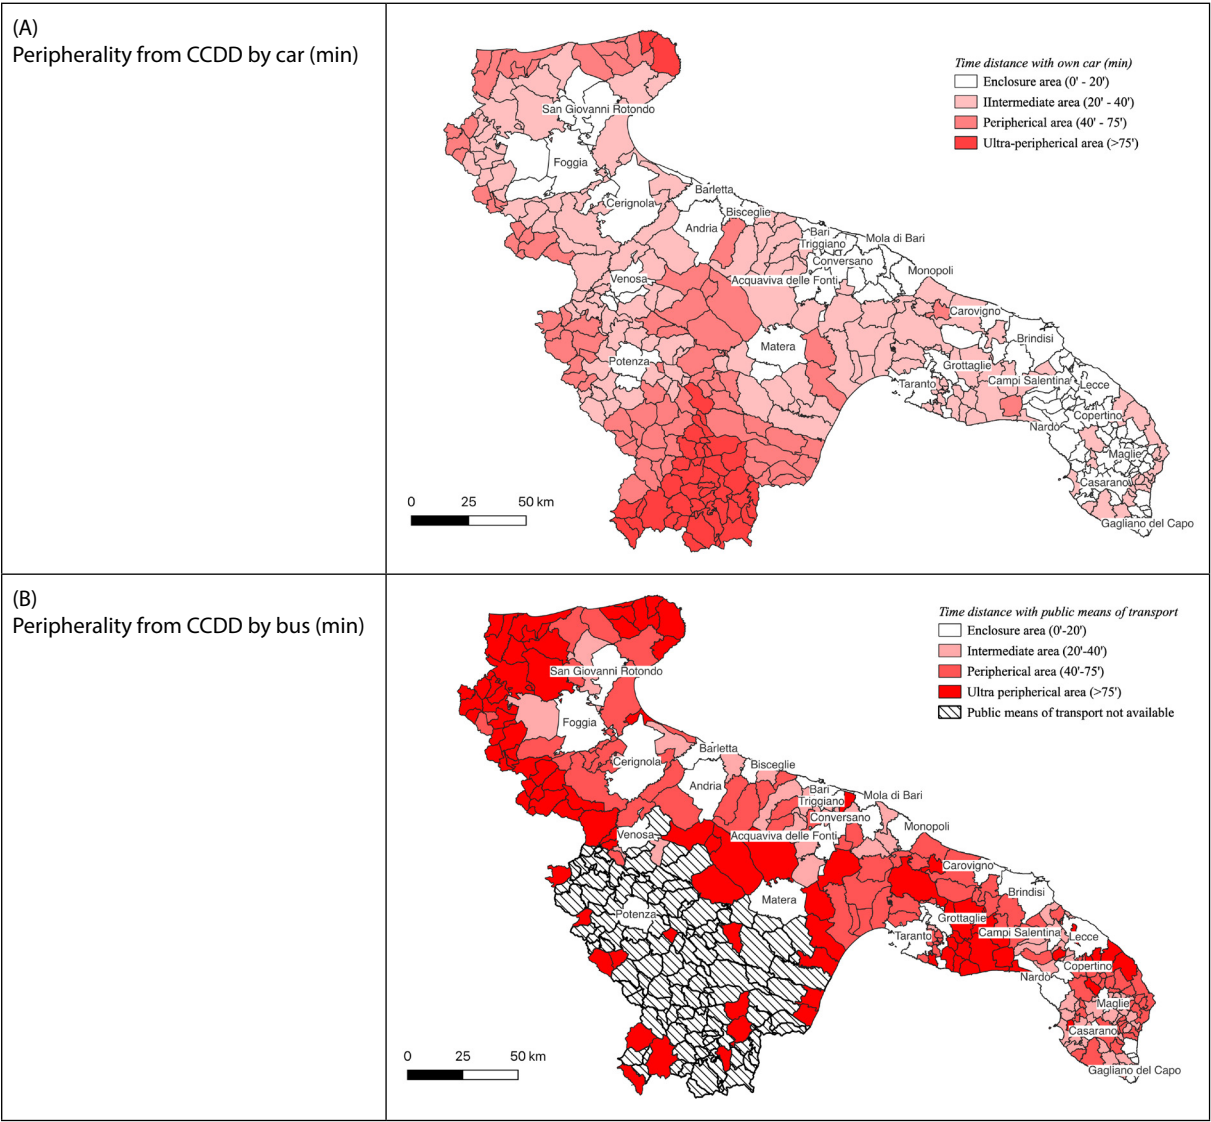 (A)
Peripherality from CCDD by car (min)
Time distance with own car (min)
Enclosure area (0' - 20')
IIntermediate area (20' - 40')
Peripherical area (40' - 75')
Ultra-peripherical area (>75')
San Giovanni Rotondo
Foggia
Cerignola
Barletta
Bisceglie
Andria
Bari
Triggiano
Mola di Bari
Conversano
Monopoli
Venosa
Acquaviva delle Fonti
Carovigno
Brindisi
Matera
Potenza
Grottaglie
Taranto
Campi Salentina
Lecce
Copertino
Nardò
Maglie
Casarano
Gagliano del Capo
0 25 50 km
(B)
Peripherality from CCDD by bus (min)
Time distance with public means of transport
Enclosure area (0'-20')
Intermediate area (20'-40')
Peripherical area (40'-75')
Ultra peripherical area (>75')
Public means of transport not available
San Giovanni Rotondo
Foggia
Cerignola
Barletta
Bisceglie
Andria
Bari
Triggiano
Mola di Bari
Conversano
Monopoli
Venosa
Acquaviva delle Fonti
Carovigno
Brindisi
Matera
Potenza
Grottaglie
Taranto
Campi Salentina
Lecce
Copertino
Nardò
Maglie
Casarano
Gagliano del Capo
0 25 50 km